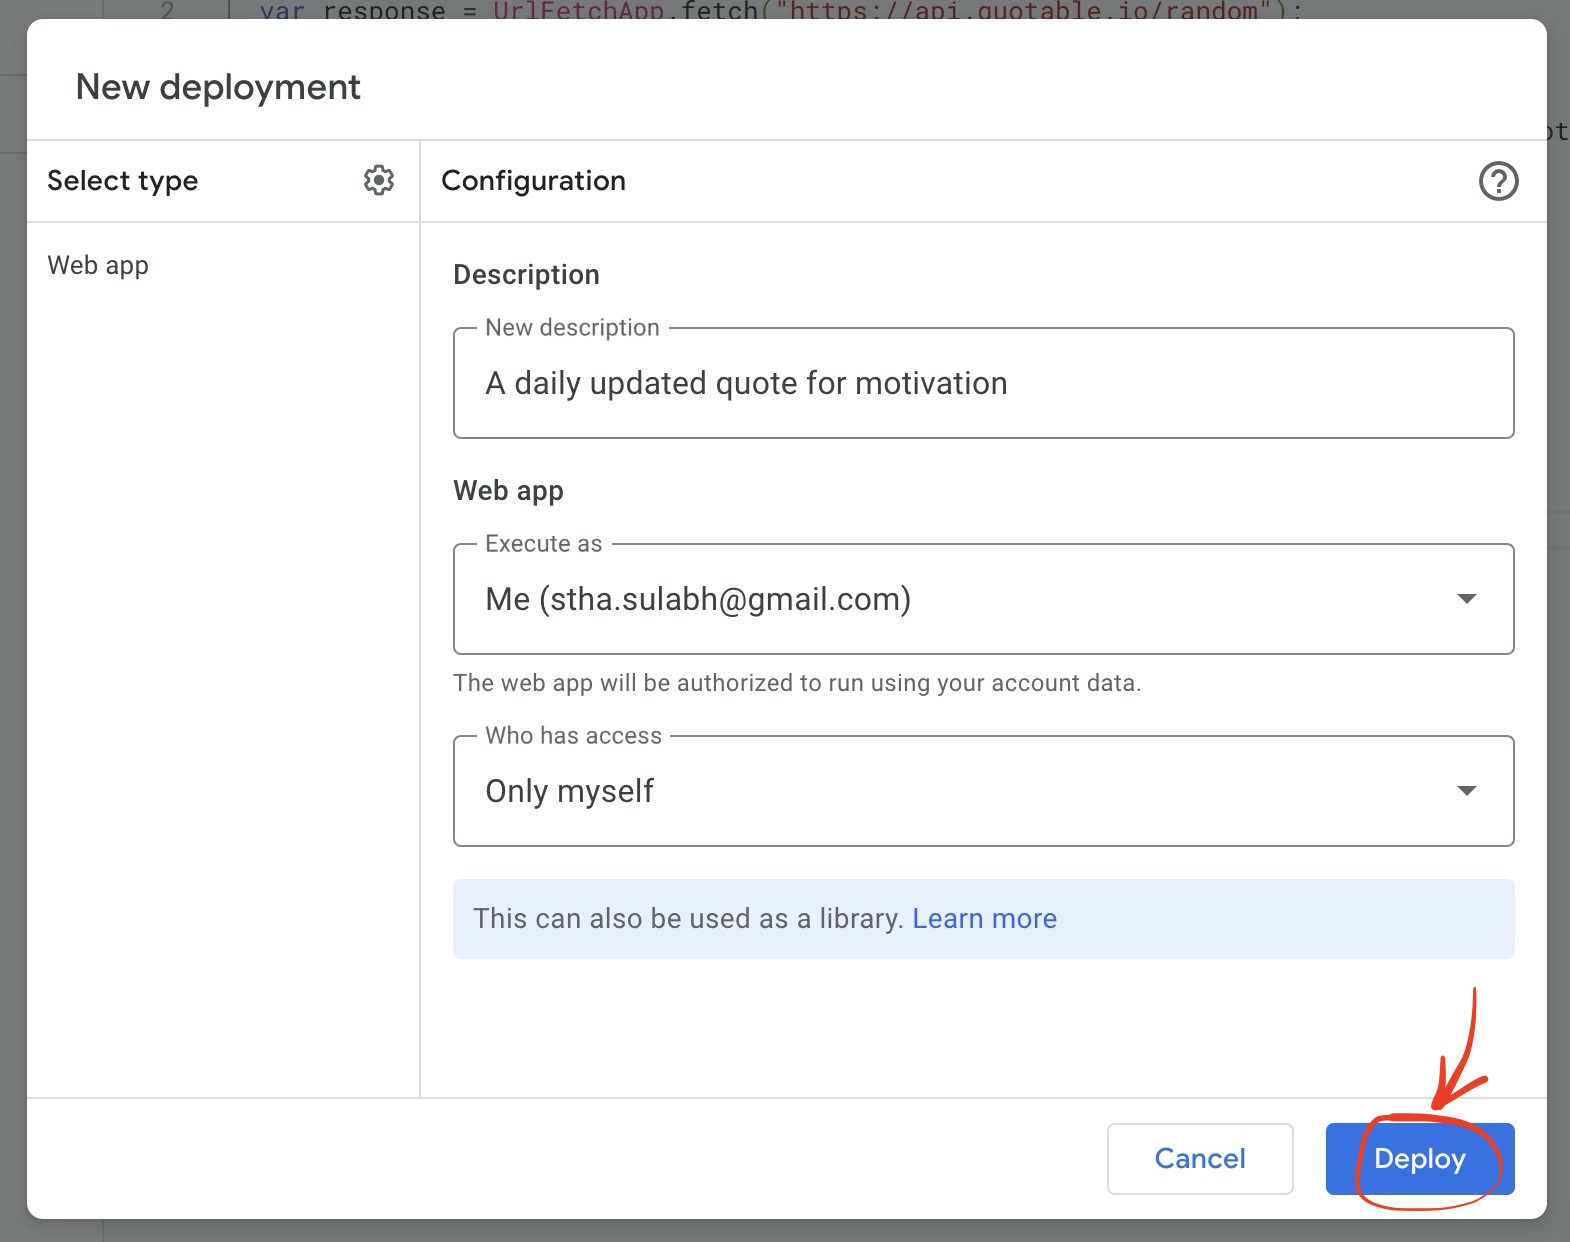 2 var response = UrlFetchApp.fetch("https://api.quotable.io/random");
New deployment
Select type
Configuration
Web app
Description
New description
A daily updated quote for motivation
Web app
Execute as
Me (stha.sulabh@gmail.com)
The web app will be authorized to run using your account data.
Who has access
Only myself
This can also be used as a library. Learn more
Cancel
Deploy